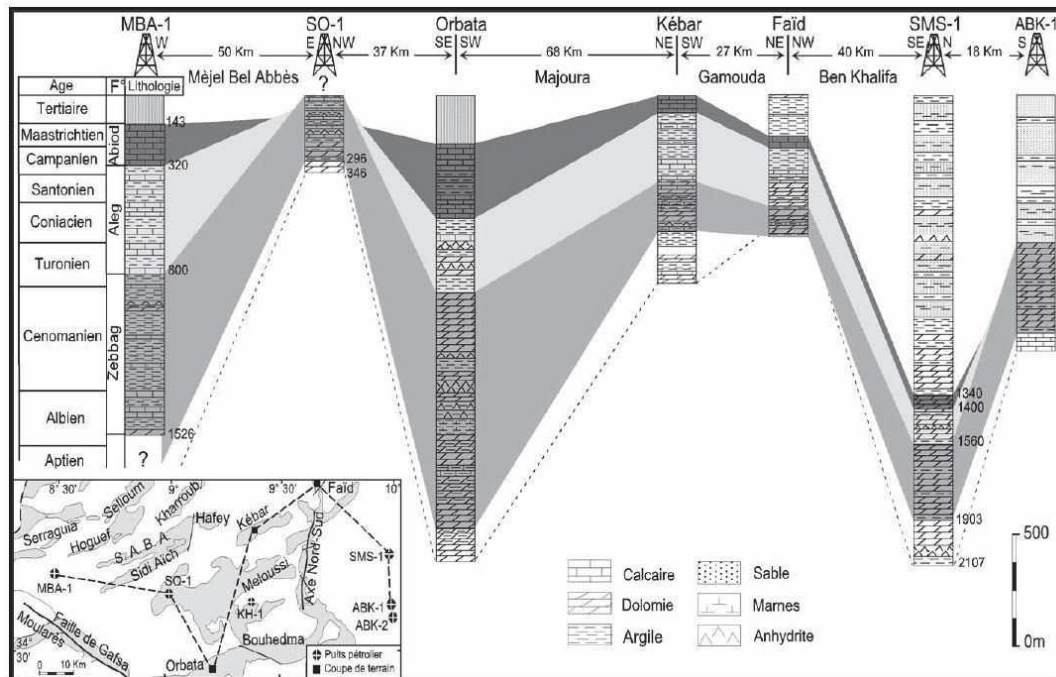 MBA-1 SO-1 Orbata Kébar Faïd SMS-1 ABK-1
W E NW SE SW NE SW NE NW SE N S
50 Km 37 Km 68 Km 27 Km 40 Km 18 Km
Mèjel Bel Abbès ? Majoura Gamouda Ben Khalifa
Age F° Lithologie
Tertiaire
143
Maastrichtien
Abiod
Campanien
320
296
346
Santonien
Aleg
Coniacien
Turonien
800
Cenomanien
Zebbag
Albien
1526
Aptien
?
1340
1400
1560
1903
2107
500
0m
8° 30' 9° 9° 30' 10°
Faïd
Selloum
Kharroub
Serraguia
Hoguef
Hafey
Kébar
S. A. B. A.
Sidi Aïch
Axe Nord-Sud
SMS-1
MBA-1
SO-1
Meloussi
KH-1
ABK-1
ABK-2
Moularès
Faille de Gafsa
Bouhedma
34°
30'
0 10 Km
Orbata
Puits pétrolier
Coupe de terrain
Calcaire Sable
Dolomie Marnes
Argile Anhydrite